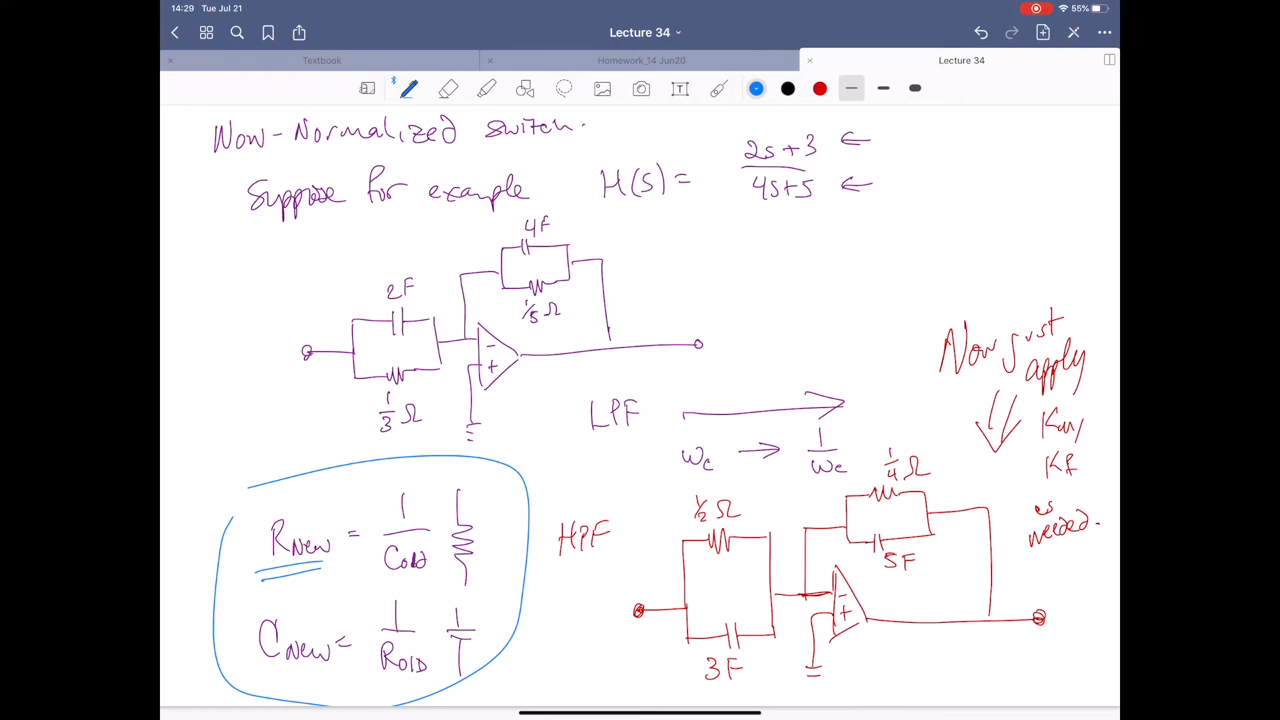 14:29 Tue Jul 21
55%
Lecture 34
Textbook
Homework_14 Jun20
Lecture 34
T
Non-Normalized switch.
Suppose for example H(s) = 2s+3 ←
4s+5 ←
4F
2F
1/5 Ω
-
+
1/3 Ω
Now just
apply
Km,
Kf
as
needed.
LPF
ωc → 1/ωc
1/4 Ω
RNew = 1/COld
HPF
1/2 Ω
5F
-
+
CNew = 1/ROLD
3F